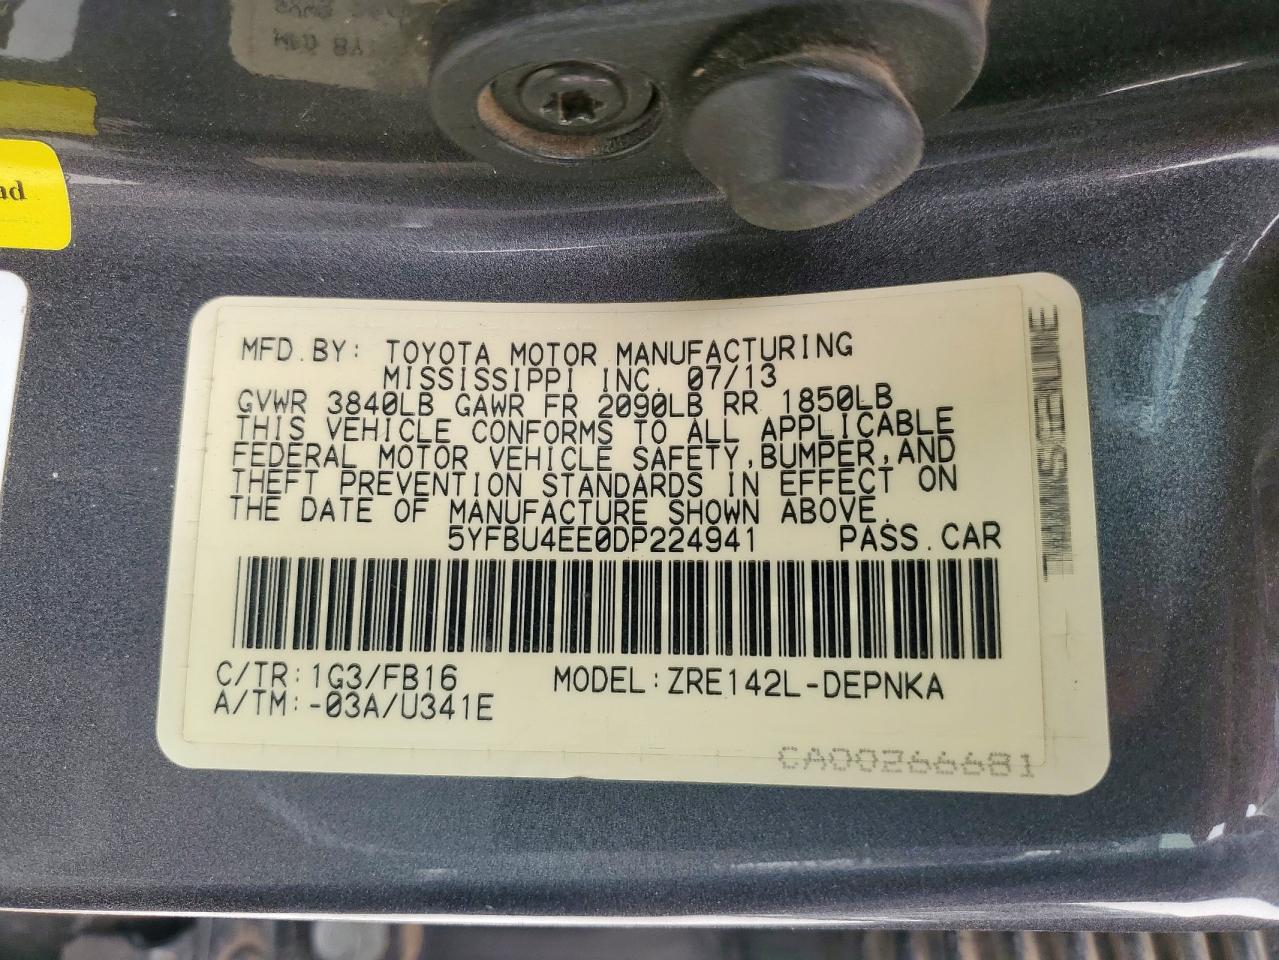 MFD.BY: TOYOTA MOTOR MANUFACTURING
MISSISSIPPI INC. 07/13
GVWR 3840LB GAWR FR 2090LB RR 1850LB
THIS VEHICLE CONFORMS TO ALL APPLICABLE
FEDERAL MOTOR VEHICLE SAFETY,BUMPER,AND
THEFT PREVENTION STANDARDS IN EFFECT ON
THE DATE OF MANUFACTURE SHOWN ABOVE.
5YFBU4EE0DP224941 PASS.CAR
C/TR:1G3/FB16 MODEL:ZRE142L-DEPNKA
A/TM:-03A/U341E
CA00266681